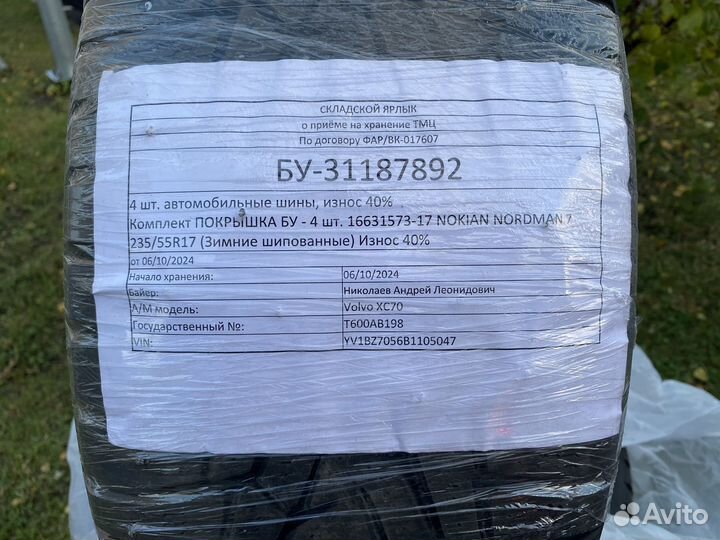 СКЛАДСКОЙ ЯРЛЫК
о приёме на хранение ТМЦ
По договору ФАР/ВК-017607
БУ-31187892
4 шт. автомобильные шины, износ 40%
Комплект ПОКРЫШКА БУ - 4 шт. 16631573-17 NOKIAN NORDMAN 7
235/55R17 (Зимние шипованные) Износ 40%
от 06/10/2024
Начало хранения: 06/10/2024
Байер: Николаев Андрей Леонидович
А/М модель: Volvo XC70
Государственный №: Т600АВ198
VIN: YV1BZ7056B1105047
Avito